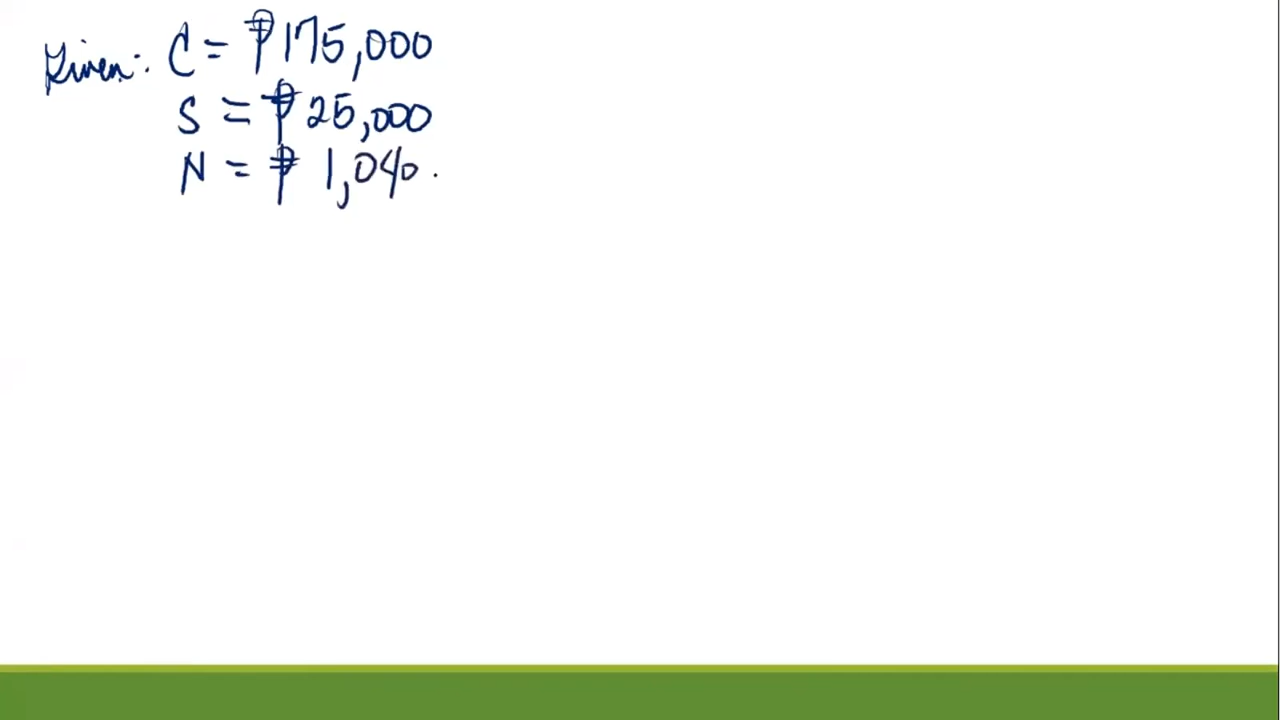 Given: C = ₱175,000
S = ₱25,000
N = ₱ 1,040.